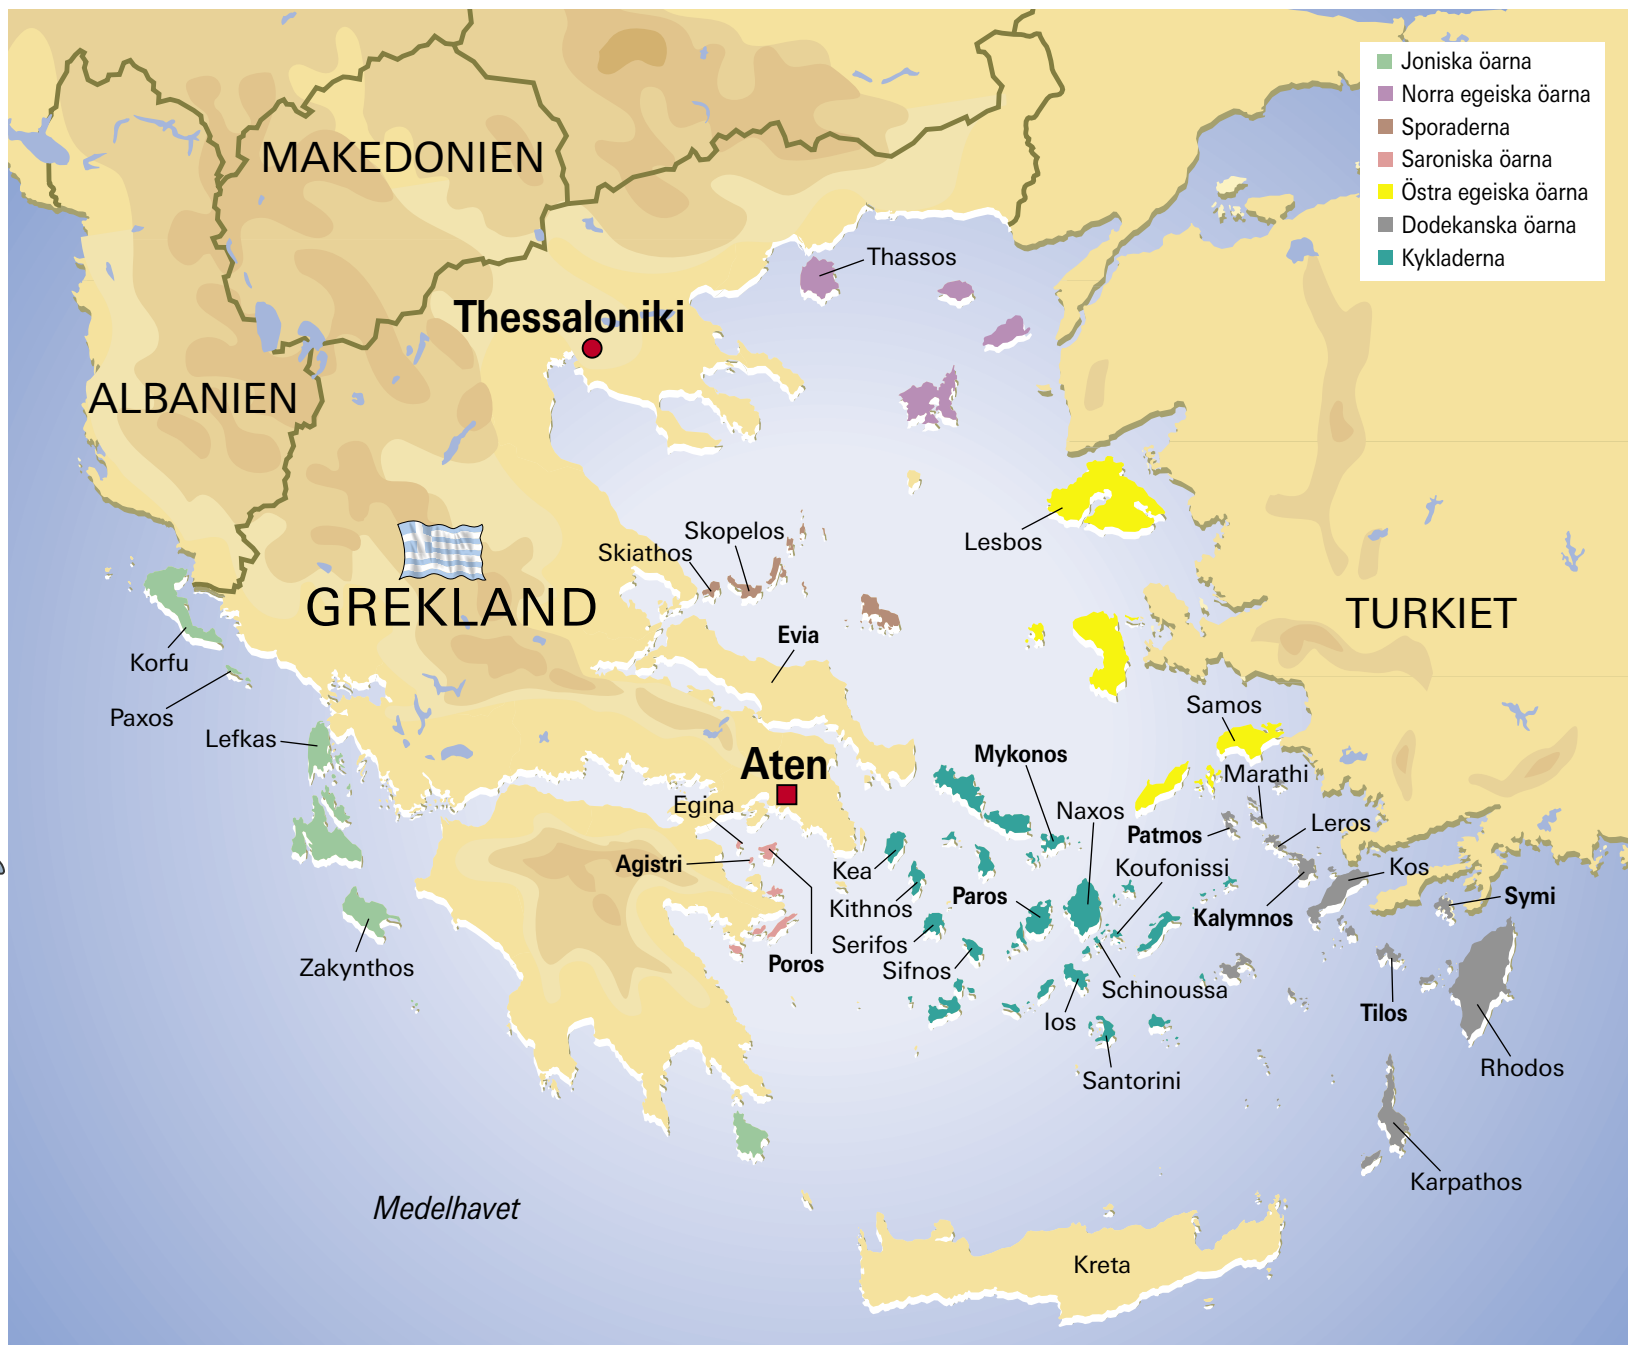 Joniska öarna
Norra egeiska öarna
Sporaderna
Saroniska öarna
Östra egeiska öarna
Dodekanska öarna
Kykladerna
MAKEDONIEN
Thassos
Thessaloniki
ALBANIEN
Skopelos
Skiathos
Lesbos
GREKLAND
TURKIET
Evia
Korfu
Paxos
Lefkas
Samos
Mykonos
Aten
Marathi
Egina
Naxos
Patmos
Leros
Agistri
Kea
Koufonissi
Kos
Paros
Symi
Kithnos
Kalymnos
Serifos
Poros
Sifnos
Zakynthos
Schinoussa
Ios
Tilos
Rhodos
Santorini
Karpathos
Medelhavet
Kreta